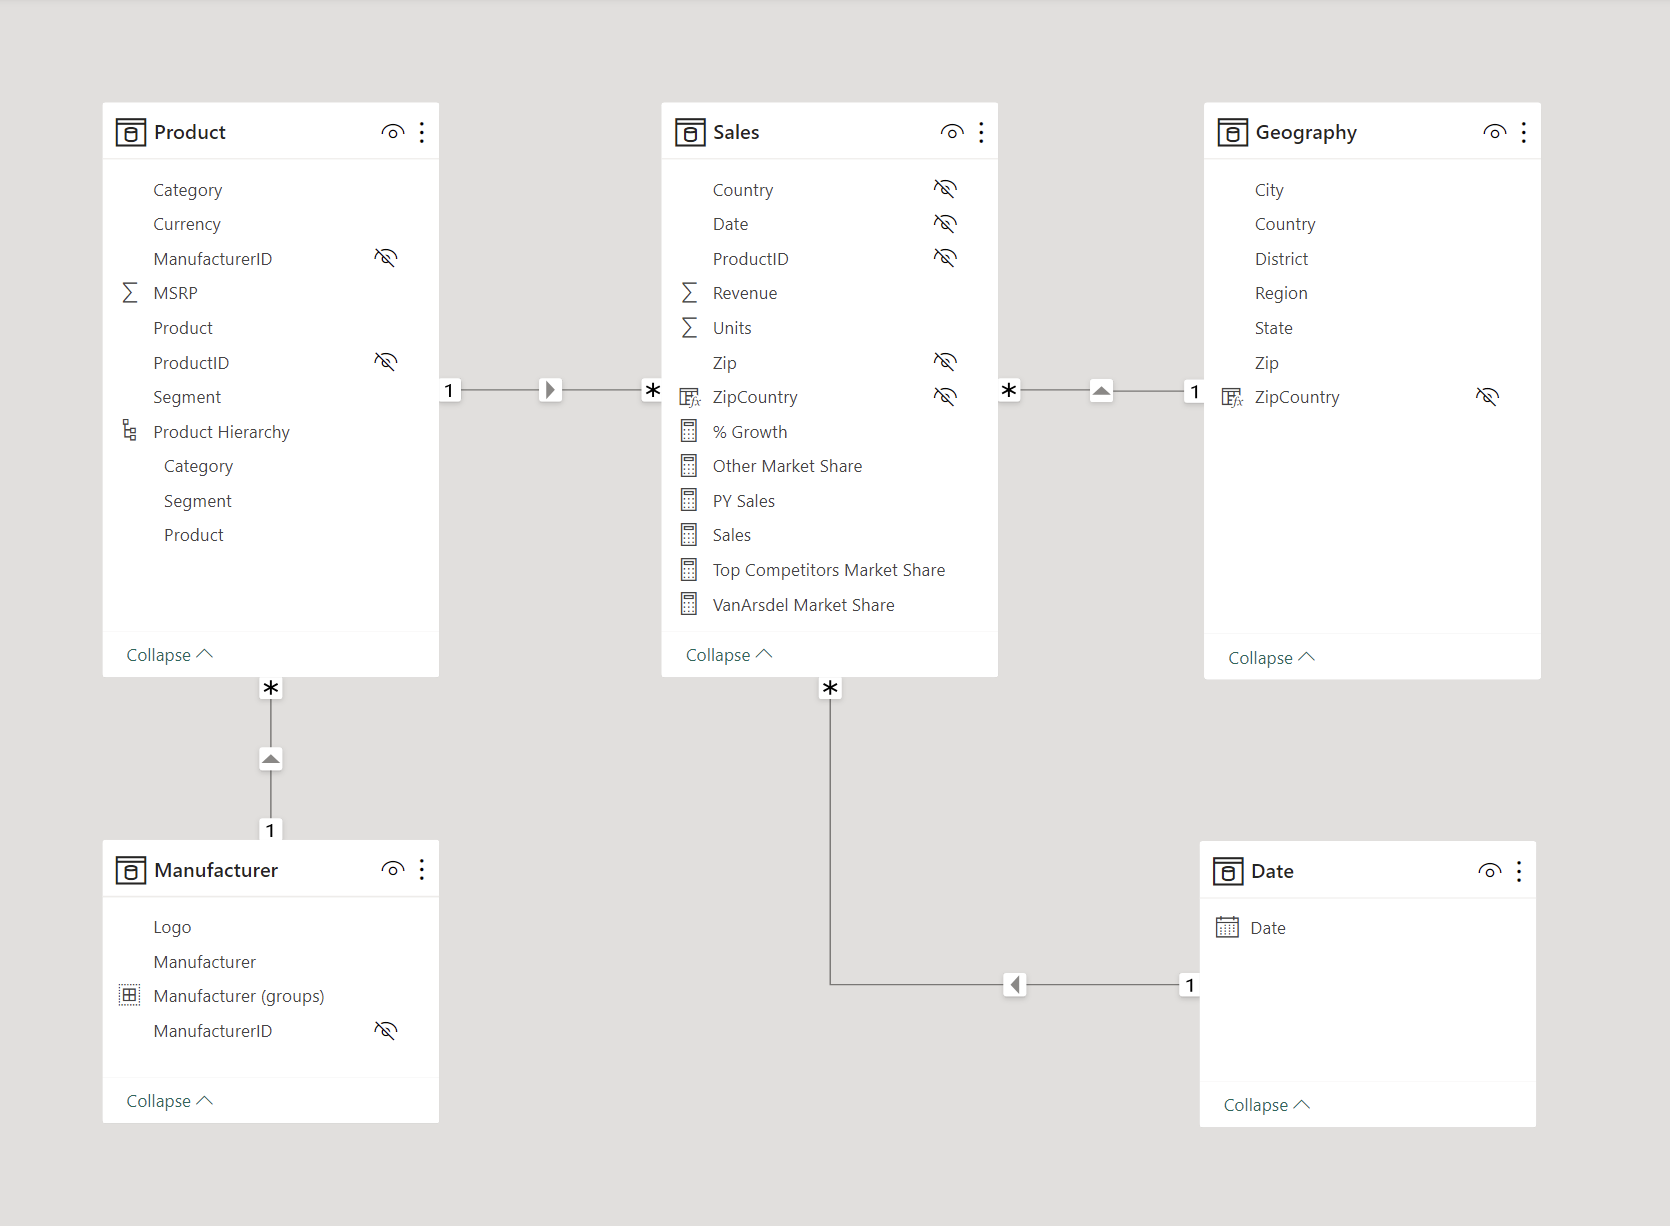 Product
Category
Currency
ManufacturerID
MSRP
Product
ProductID
Segment
Product Hierarchy
Category
Segment
Product
Collapse
Sales
Country
Date
ProductID
Revenue
Units
Zip
ZipCountry
% Growth
Other Market Share
PY Sales
Sales
Top Competitors Market Share
VanArsdel Market Share
Collapse
Geography
City
Country
District
Region
State
Zip
ZipCountry
Collapse
1
*
*
1
*
1
*
1
Manufacturer
Logo
Manufacturer
Manufacturer (groups)
ManufacturerID
Collapse
Date
Date
Collapse